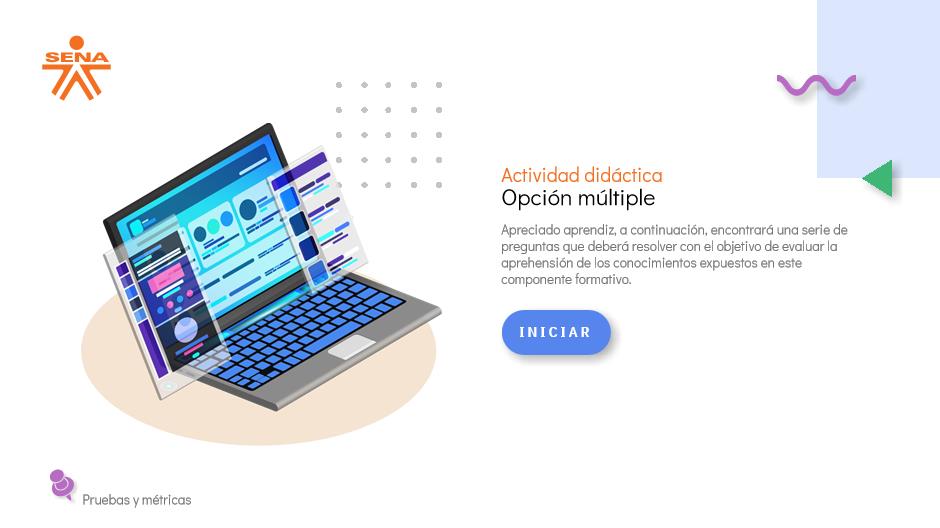 SENA
Actividad didáctica
Opción múltiple
Apreciado aprendiz, a continuación, encontrará una serie de
preguntas que deberá resolver con el objetivo de evaluar la
aprehensión de los conocimientos expuestos en este
componente formativo.
INICIAR
Pruebas y métricas